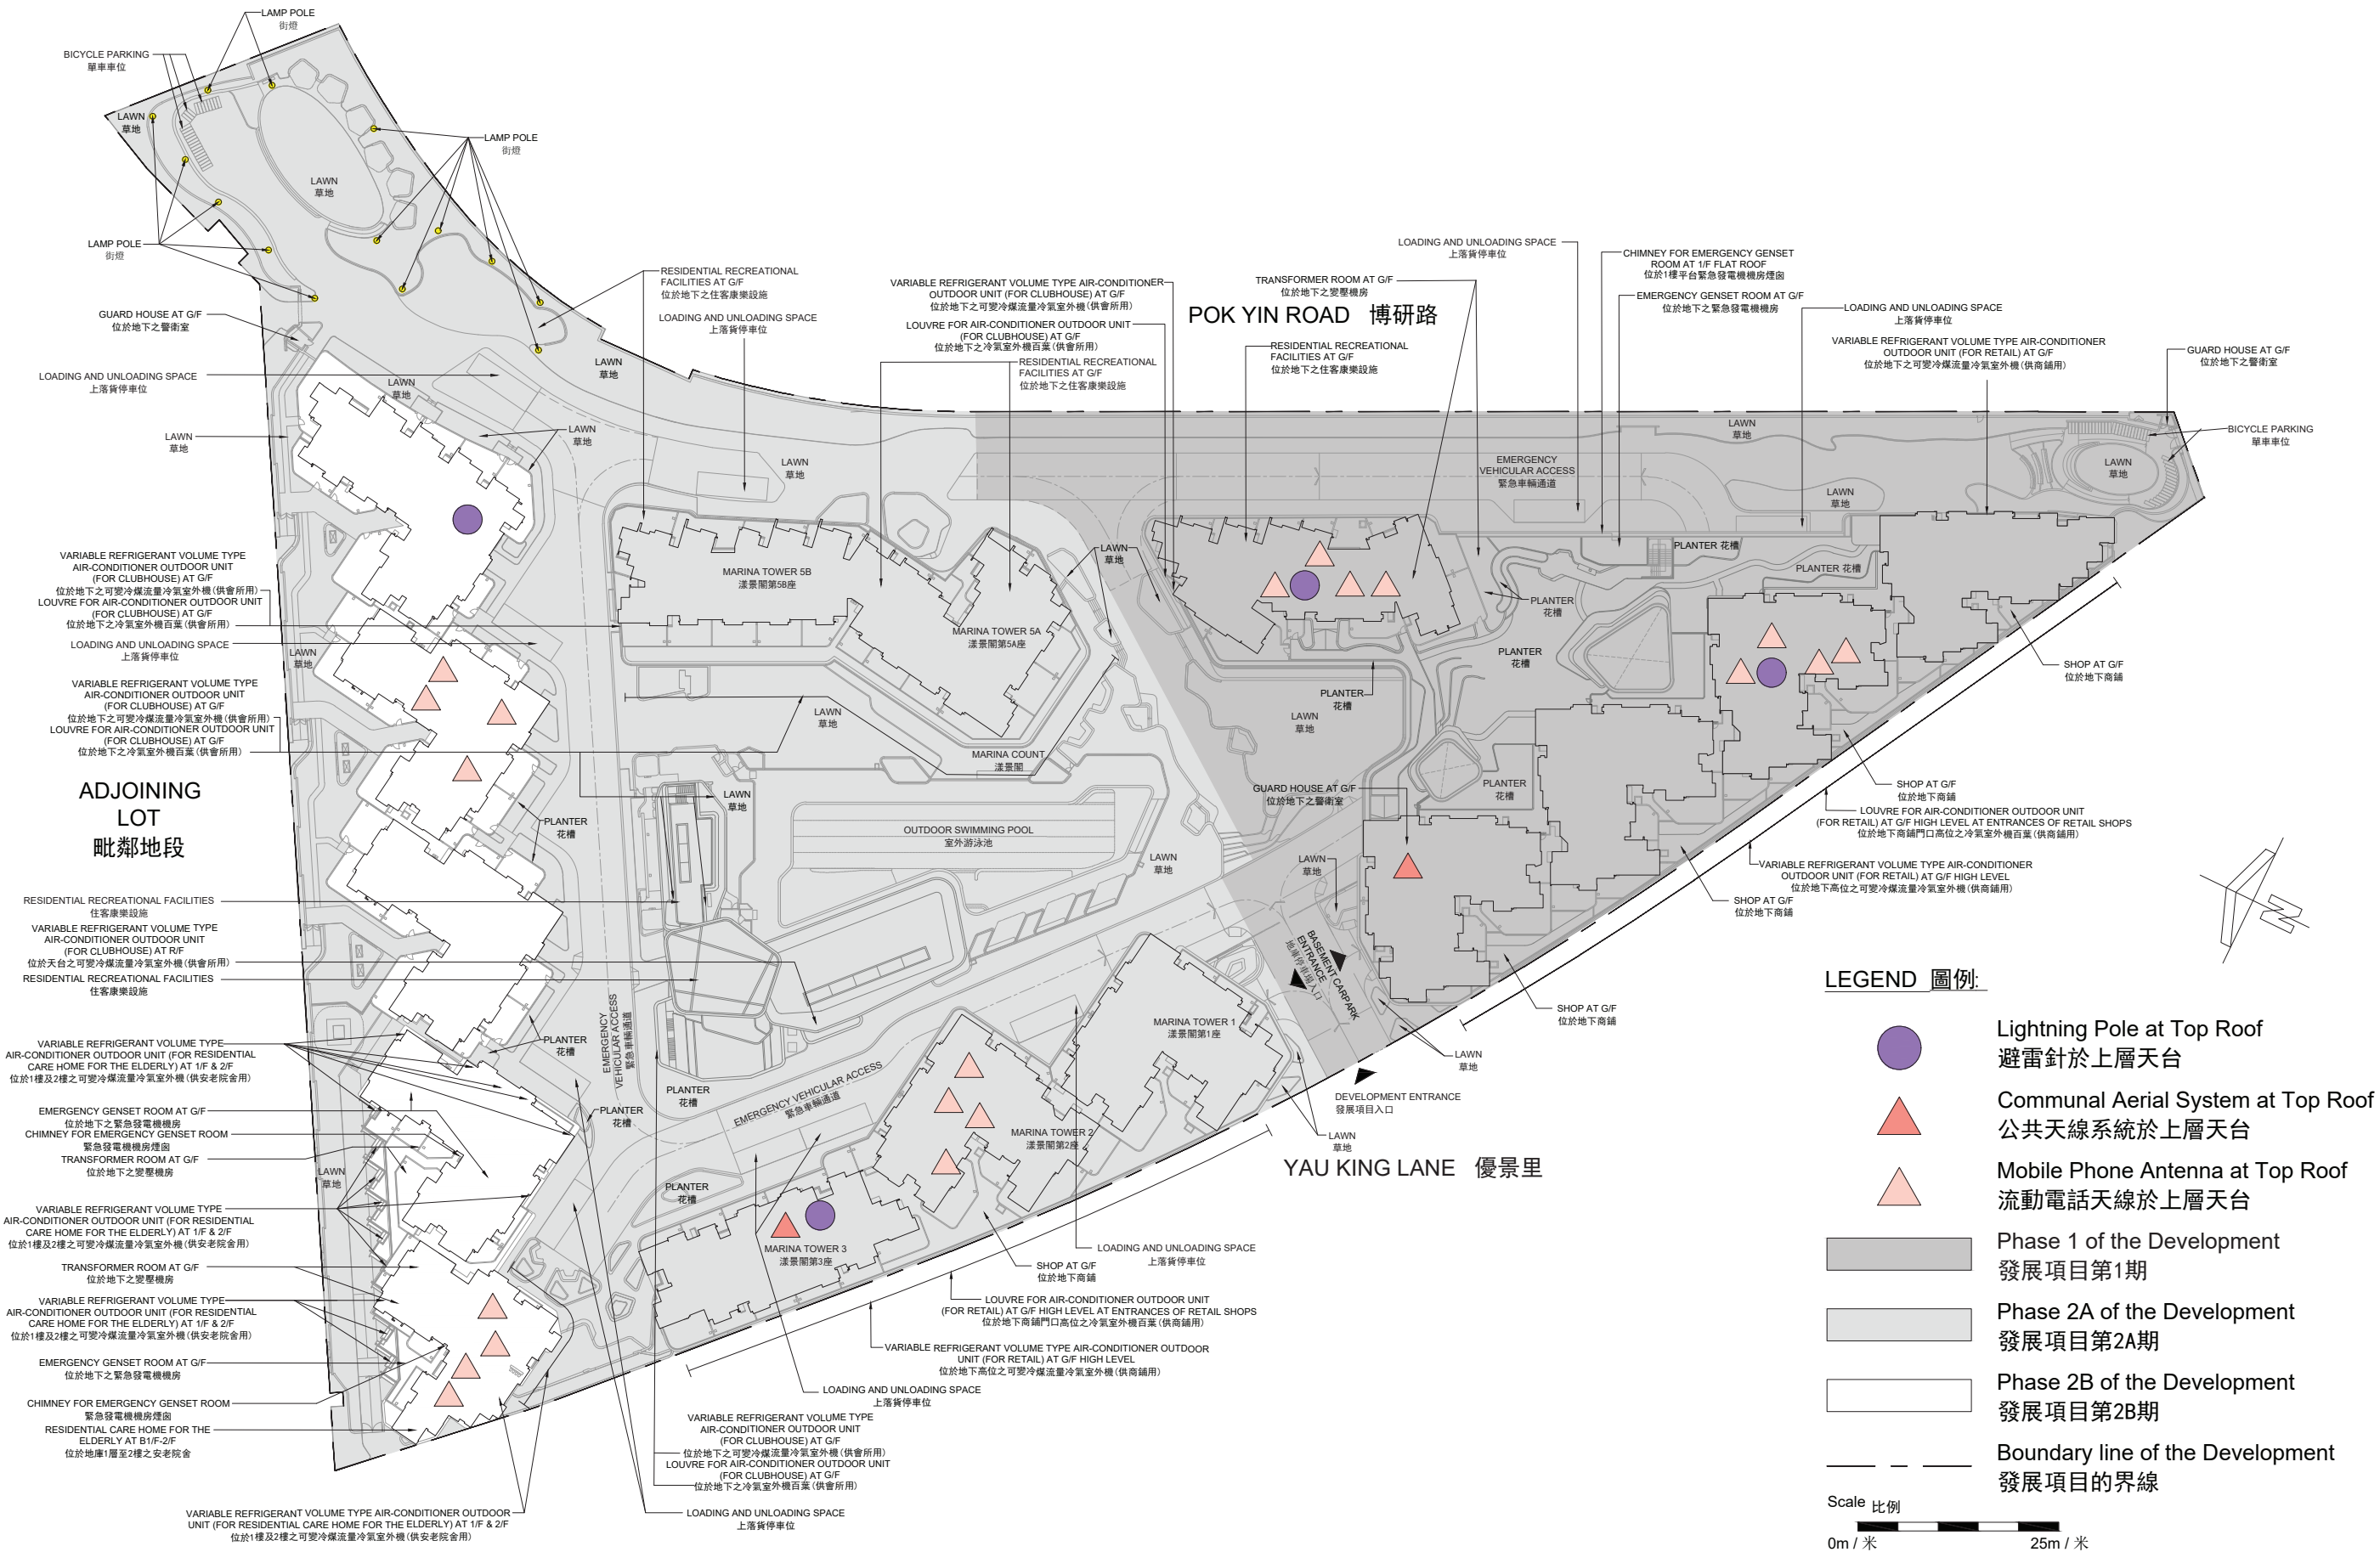 LAMP POLE
街燈
BICYCLE PARKING
單車車位
LAWN
草地
LAMP POLE
街燈
LAWN
草地
LAMP POLE
街燈
GUARD HOUSE AT G/F
位於地下之警衛室
LOADING AND UNLOADING SPACE
上落貨停車位
LAWN
草地
LAWN
草地
LAWN
草地
RESIDENTIAL RECREATIONAL
FACILITIES AT G/F
位於地下之住客康樂設施
LOADING AND UNLOADING SPACE
上落貨停車位
LAWN
草地
LAWN
草地
VARIABLE REFRIGERANT VOLUME TYPE AIR-CONDITIONER
OUTDOOR UNIT (FOR CLUBHOUSE) AT G/F
位於地下之可變冷煤流量冷氣室外機(供會所用)
LOUVRE FOR AIR-CONDITIONER OUTDOOR UNIT
(FOR CLUBHOUSE) AT G/F
位於地下之冷氣室外機百葉(供會所用)
RESIDENTIAL RECREATIONAL
FACILITIES AT G/F
位於地下之住客康樂設施
TRANSFORMER ROOM AT G/F
位於地下之變壓機房
POK YIN ROAD 博研路
RESIDENTIAL RECREATIONAL
FACILITIES AT G/F
位於地下之住客康樂設施
LOADING AND UNLOADING SPACE
上落貨停車位
CHIMNEY FOR EMERGENCY GENSET
ROOM AT 1/F FLAT ROOF
位於1樓平台緊急發電機機房煙囪
EMERGENCY GENSET ROOM AT G/F
位於地下之緊急發電機機房
LOADING AND UNLOADING SPACE
上落貨停車位
VARIABLE REFRIGERANT VOLUME TYPE AIR-CONDITIONER
OUTDOOR UNIT (FOR RETAIL) AT G/F
位於地下之可變冷煤流量冷氣室外機(供商鋪用)
GUARD HOUSE AT G/F
位於地下之警衛室
BICYCLE PARKING
單車車位
LAWN
草地
LAWN
草地
LAWN
草地
EMERGENCY
VEHICULAR ACCESS
緊急車輛通道
PLANTER 花槽
PLANTER 花槽
PLANTER
花槽
PLANTER
花槽
PLANTER
花槽
PLANTER
花槽
LAWN
草地
LAWN
草地
MARINA TOWER 5B
漾景閣第5B座
MARINA TOWER 5A
漾景閣第5A座
VARIABLE REFRIGERANT VOLUME TYPE
AIR-CONDITIONER OUTDOOR UNIT
(FOR CLUBHOUSE) AT G/F
位於地下之可變冷煤流量冷氣室外機(供會所用)
LOUVRE FOR AIR-CONDITIONER OUTDOOR UNIT
(FOR CLUBHOUSE) AT G/F
位於地下之冷氣室外機百葉(供會所用)
LOADING AND UNLOADING SPACE
上落貨停車位
LAWN
草地
VARIABLE REFRIGERANT VOLUME TYPE
AIR-CONDITIONER OUTDOOR UNIT
(FOR CLUBHOUSE) AT G/F
位於地下之可變冷煤流量冷氣室外機(供會所用)
LOUVRE FOR AIR-CONDITIONER OUTDOOR UNIT
(FOR CLUBHOUSE) AT G/F
位於地下之冷氣室外機百葉(供會所用)
LAWN
草地
MARINA COUNT
漾景閣
ADJOINING
LOT
毗鄰地段
LAWN
草地
PLANTER
花槽
OUTDOOR SWIMMING POOL
室外游泳池
LAWN
草地
GUARD HOUSE AT G/F
位於地下之警衛室
LAWN
草地
SHOP AT G/F
位於地下商鋪
SHOP AT G/F
位於地下商鋪
LOUVRE FOR AIR-CONDITIONER OUTDOOR UNIT
(FOR RETAIL) AT G/F HIGH LEVEL AT ENTRANCES OF RETAIL SHOPS
位於地下商鋪門口高位之冷氣室外機百葉(供商鋪用)
VARIABLE REFRIGERANT VOLUME TYPE AIR-CONDITIONER
OUTDOOR UNIT (FOR RETAIL) AT G/F HIGH LEVEL
位於地下高位之可變冷煤流量冷氣室外機(供商鋪用)
SHOP AT G/F
位於地下商鋪
SHOP AT G/F
位於地下商鋪
RESIDENTIAL RECREATIONAL FACILITIES
住客康樂設施
VARIABLE REFRIGERANT VOLUME TYPE
AIR-CONDITIONER OUTDOOR UNIT
(FOR CLUBHOUSE) AT R/F
位於天台之可變冷煤流量冷氣室外機(供會所用)
RESIDENTIAL RECREATIONAL FACILITIES
住客康樂設施
BASEMENT CARPARK
ENTRANCE
地庫停車場入口
EMERGENCY
VEHICULAR ACCESS
緊急車輛通道
PLANTER
花槽
PLANTER
花槽
PLANTER
花槽
EMERGENCY VEHICULAR ACCESS
緊急車輛通道
MARINA TOWER 1
漾景閣第1座
MARINA TOWER 2
漾景閣第2座
MARINA TOWER 3
漾景閣第3座
PLANTER
花槽
LAWN
草地
DEVELOPMENT ENTRANCE
發展項目入口
LAWN
草地
YAU KING LANE 優景里
VARIABLE REFRIGERANT VOLUME TYPE
AIR-CONDITIONER OUTDOOR UNIT (FOR RESIDENTIAL
CARE HOME FOR THE ELDERLY) AT 1/F & 2/F
位於1樓及2樓之可變冷煤流量冷氣室外機(供安老院舍用)
EMERGENCY GENSET ROOM AT G/F
位於地下之緊急發電機機房
CHIMNEY FOR EMERGENCY GENSET ROOM
緊急發電機機房煙囪
TRANSFORMER ROOM AT G/F
位於地下之變壓機房
LAWN
草地
VARIABLE REFRIGERANT VOLUME TYPE
AIR-CONDITIONER OUTDOOR UNIT (FOR RESIDENTIAL
CARE HOME FOR THE ELDERLY) AT 1/F & 2/F
位於1樓及2樓之可變冷煤流量冷氣室外機(供安老院舍用)
TRANSFORMER ROOM AT G/F
位於地下之變壓機房
VARIABLE REFRIGERANT VOLUME TYPE
AIR-CONDITIONER OUTDOOR UNIT (FOR RESIDENTIAL
CARE HOME FOR THE ELDERLY) AT 1/F & 2/F
位於1樓及2樓之可變冷煤流量冷氣室外機(供安老院舍用)
EMERGENCY GENSET ROOM AT G/F
位於地下之緊急發電機機房
CHIMNEY FOR EMERGENCY GENSET ROOM
緊急發電機機房煙囪
RESIDENTIAL CARE HOME FOR THE
ELDERLY AT B1/F-2/F
位於地庫1層至2樓之安老院舍
VARIABLE REFRIGERANT VOLUME TYPE AIR-CONDITIONER OUTDOOR
UNIT (FOR RESIDENTIAL CARE HOME FOR THE ELDERLY) AT 1/F & 2/F
位於1樓及2樓之可變冷煤流量冷氣室外機(供安老院舍用)
LOADING AND UNLOADING SPACE
上落貨停車位
SHOP AT G/F
位於地下商鋪
LOUVRE FOR AIR-CONDITIONER OUTDOOR UNIT
(FOR RETAIL) AT G/F HIGH LEVEL AT ENTRANCES OF RETAIL SHOPS
位於地下商鋪門口高位之冷氣室外機百葉(供商鋪用)
VARIABLE REFRIGERANT VOLUME TYPE AIR-CONDITIONER OUTDOOR
UNIT (FOR RETAIL) AT G/F HIGH LEVEL
位於地下高位之可變冷煤流量冷氣室外機(供商鋪用)
LOADING AND UNLOADING SPACE
上落貨停車位
VARIABLE REFRIGERANT VOLUME TYPE
AIR-CONDITIONER OUTDOOR UNIT
(FOR CLUBHOUSE) AT G/F
位於地下之可變冷煤流量冷氣室外機(供會所用)
LOUVRE FOR AIR-CONDITIONER OUTDOOR UNIT
(FOR CLUBHOUSE) AT G/F
位於地下之冷氣室外機百葉(供會所用)
LOADING AND UNLOADING SPACE
上落貨停車位
N
LEGEND 圖例:
Lightning Pole at Top Roof
避雷針於上層天台
Communal Aerial System at Top Roof
公共天線系統於上層天台
Mobile Phone Antenna at Top Roof
流動電話天線於上層天台
Phase 1 of the Development
發展項目第1期
Phase 2A of the Development
發展項目第2A期
Phase 2B of the Development
發展項目第2B期
Boundary line of the Development
發展項目的界線
Scale 比例
0m / 米 25m / 米